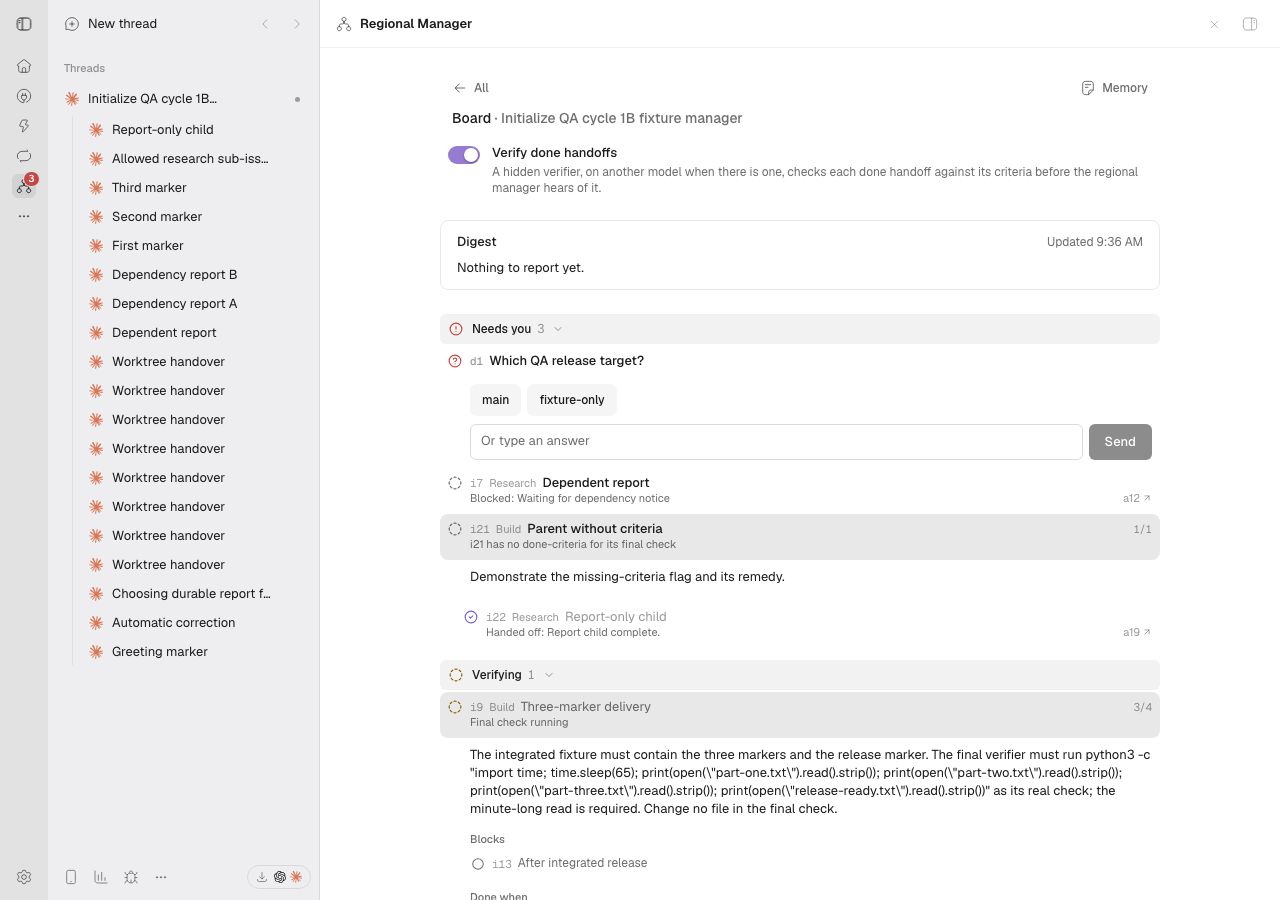 New thread
Regional Manager
Threads
Initialize QA cycle 1B...
Report-only child
Allowed research sub-iss...
Third marker
3
Second marker
First marker
Dependency report B
Dependency report A
Dependent report
Worktree handover
Worktree handover
Worktree handover
Worktree handover
Worktree handover
Worktree handover
Worktree handover
Worktree handover
Choosing durable report f...
Automatic correction
Greeting marker
All
Memory
Board · Initialize QA cycle 1B fixture manager
Verify done handoffs
A hidden verifier, on another model when there is one, checks each done handoff against its criteria before the regional
manager hears of it.
Digest
Updated 9:36 AM
Nothing to report yet.
Needs you 3
d1 Which QA release target?
main
fixture-only
Or type an answer
Send
i7 Research Dependent report
Blocked: Waiting for dependency notice
a12
i21 Build Parent without criteria
1/1
i21 has no done-criteria for its final check
Demonstrate the missing-criteria flag and its remedy.
i22 Research Report-only child
Handed off: Report child complete.
a19
Verifying 1
i9 Build Three-marker delivery
3/4
Final check running
The integrated fixture must contain the three markers and the release marker. The final verifier must run python3 -c
"import time; time.sleep(65); print(open(\"part-one.txt\").read().strip()); print(open(\"part-two.txt\").read().strip());
print(open(\"part-three.txt\").read().strip()); print(open(\"release-ready.txt\").read().strip())" as its real check; the
minute-long read is required. Change no file in the final check.
Blocks
i13 After integrated release
Done when